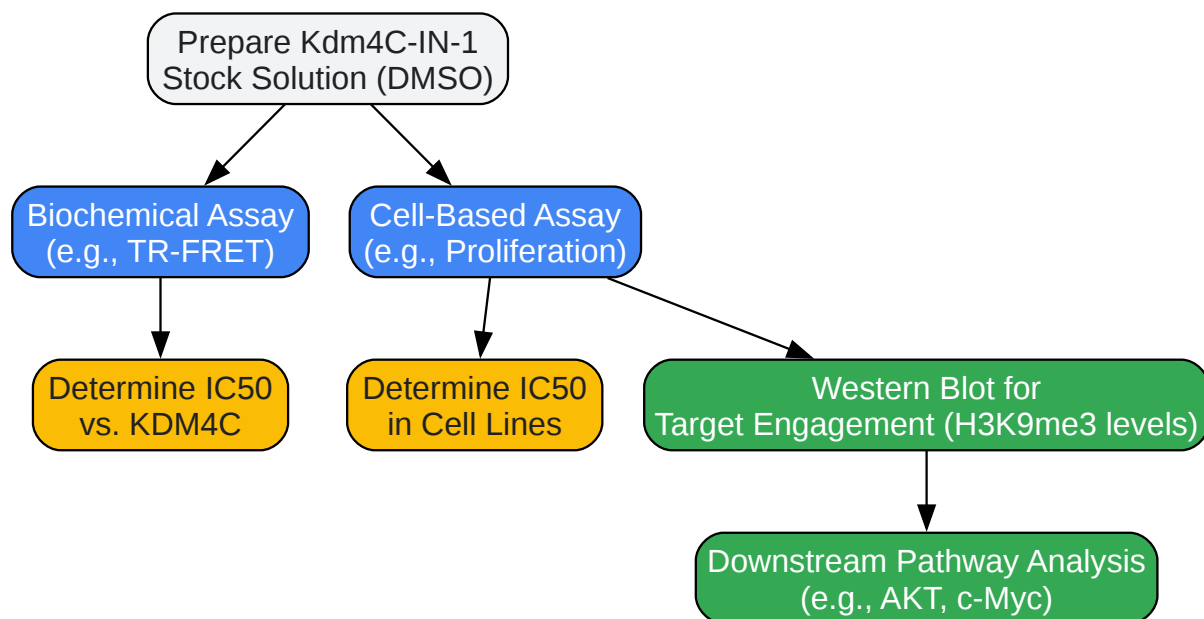 Prepare Kdm4C-IN-1
Stock Solution (DMSO)
Biochemical Assay
(e.g., TR-FRET)
Cell-Based Assay
(e.g., Proliferation)
Determine IC50
vs. KDM4C
Determine IC50
in Cell Lines
Western Blot for
Target Engagement (H3K9me3 levels)
Downstream Pathway Analysis
(e.g., AKT, c-Myc)